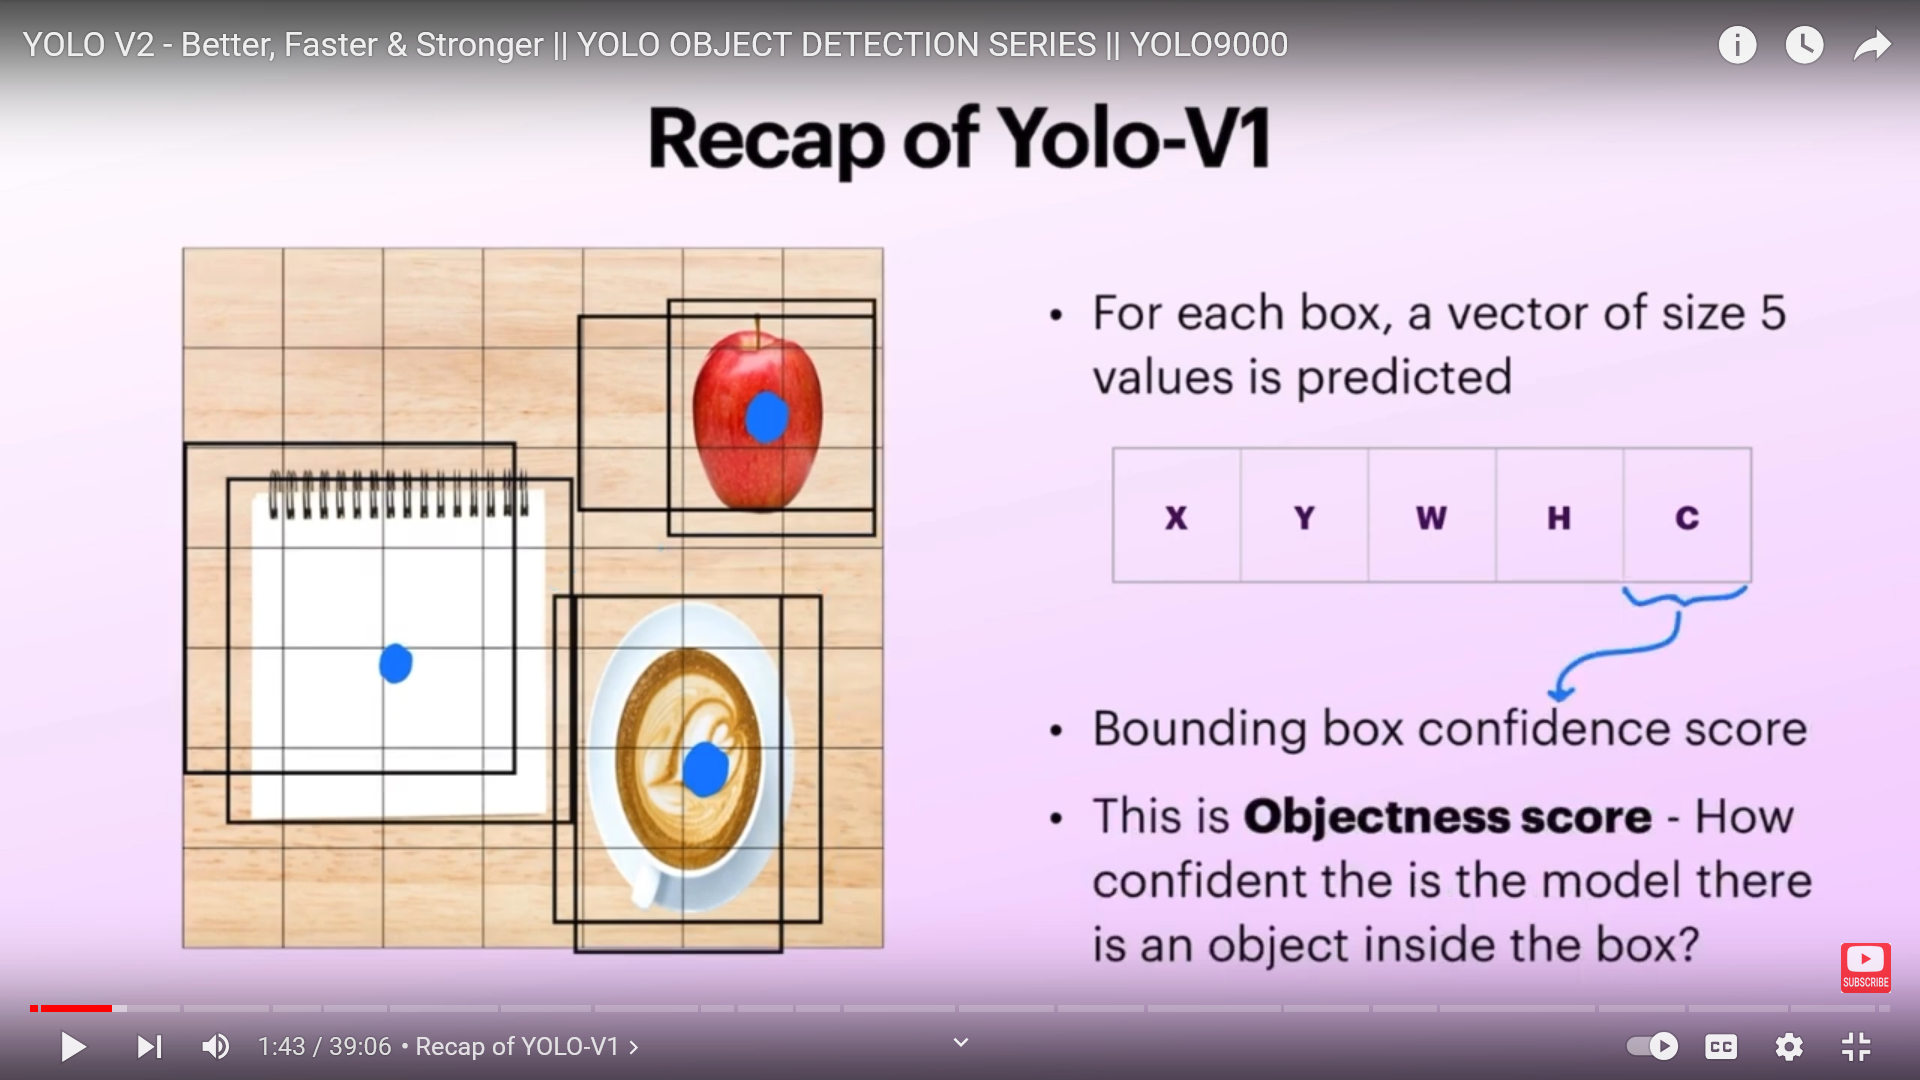 YOLO V2 - Better, Faster & Stronger || YOLO OBJECT DETECTION SERIES || YOLO9000
Recap of Yolo-V1
• For each box, a vector of size 5
values is predicted
X Y W H C
• Bounding box confidence score
• This is Objectness score - How
confident the is the model there
is an object inside the box?
SUBSCRIBE
1:43 / 39:06 • Recap of YOLO-V1
CC